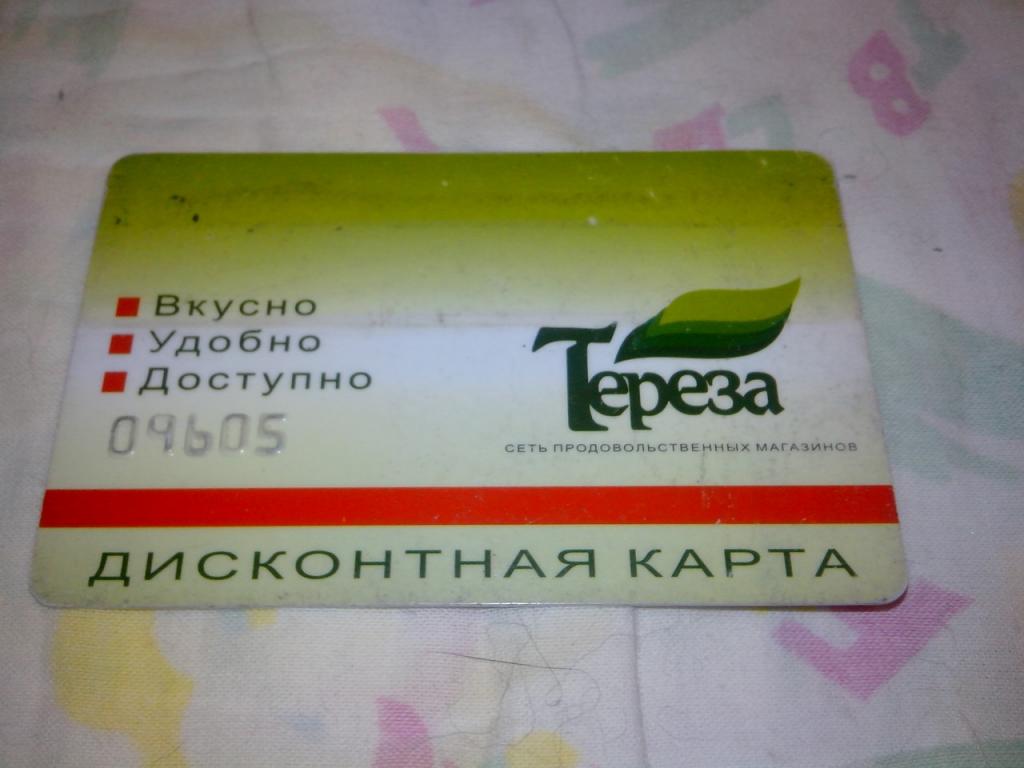 Вкусно
Удобно
Доступно
09605
Тереза
СЕТЬ ПРОДОВОЛЬСТВЕННЫХ МАГАЗИНОВ
ДИСКОНТНАЯ КАРТА